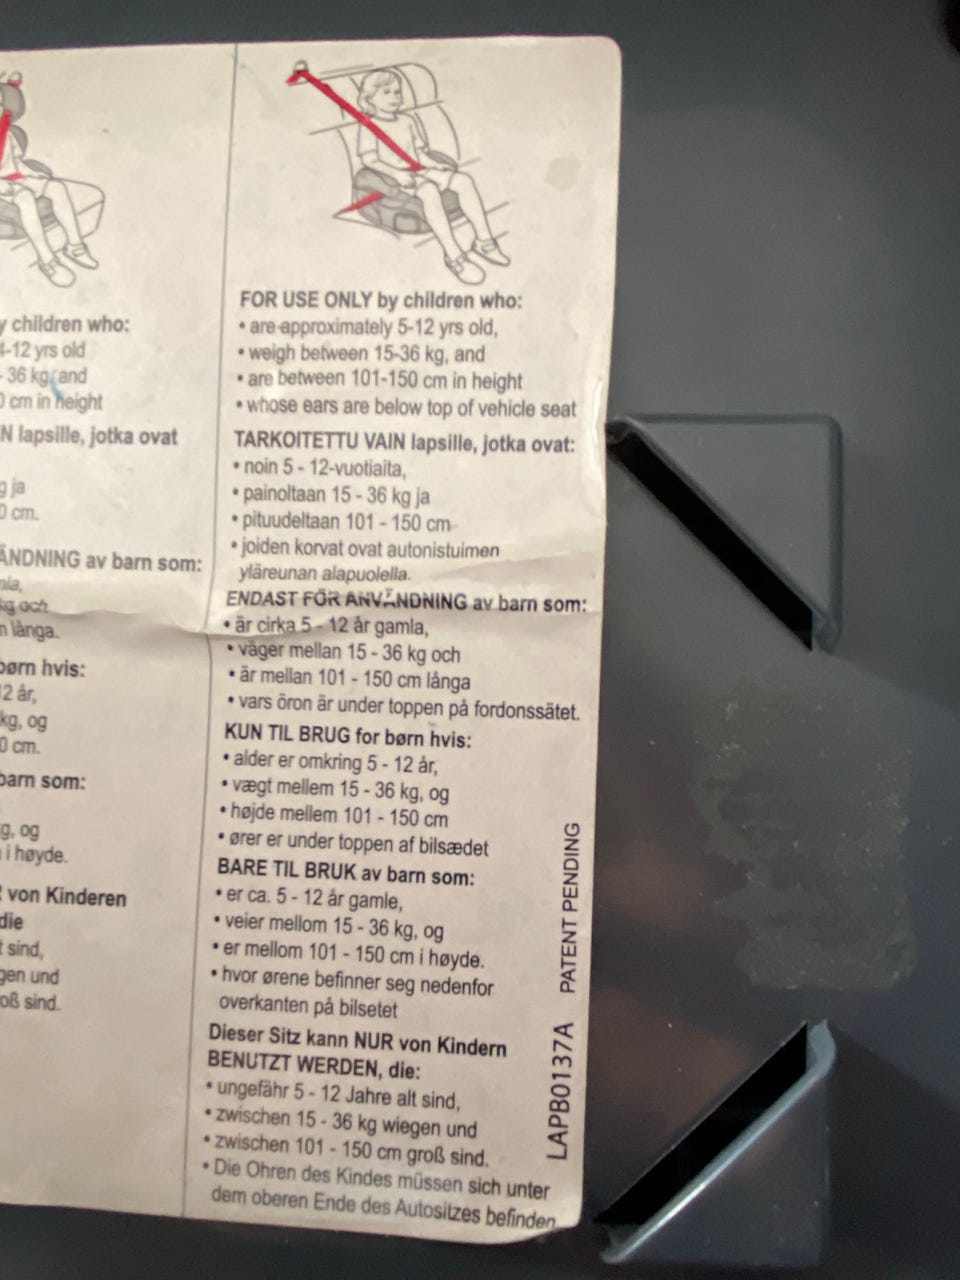 y children who:
4-12 yrs old
- 36 kg, and
0 cm in height
N lapsille, jotka ovat
g ja
0 cm.
ÄNDNING av barn som:
mla,
kg och
n långa.
børn hvis:
2 år,
kg, og
0 cm.
barn som:
g, og
i høyde.
R von Kinderen
die
t sind,
gen und
oß sind.
FOR USE ONLY by children who:
• are approximately 5-12 yrs old,
• weigh between 15-36 kg, and
• are between 101-150 cm in height
• whose ears are below top of vehicle seat
TARKOITETTU VAIN lapsille, jotka ovat:
• noin 5 - 12-vuotiaita,
• painoltaan 15 - 36 kg ja
• pituudeltaan 101 - 150 cm
• joiden korvat ovat autonistuimen
yläreunan alapuolella.
ENDAST FÖR ANVÄNDNING av barn som:
• är cirka 5 - 12 år gamla,
• väger mellan 15 - 36 kg och
• är mellan 101 - 150 cm långa
• vars öron är under toppen på fordonssätet.
KUN TIL BRUG for børn hvis:
• alder er omkring 5 - 12 år,
• vægt mellem 15 - 36 kg, og
• højde mellem 101 - 150 cm
• ører er under toppen af bilsædet
BARE TIL BRUK av barn som:
• er ca. 5 - 12 år gamle,
• veier mellom 15 - 36 kg, og
• er mellom 101 - 150 cm i høyde.
• hvor ørene befinner seg nedenfor
overkanten på bilsetet
Dieser Sitz kann NUR von Kindern
BENUTZT WERDEN, die:
• ungefähr 5 - 12 Jahre alt sind,
• zwischen 15 - 36 kg wiegen und
• zwischen 101 - 150 cm groß sind.
• Die Ohren des Kindes müssen sich unter
dem oberen Ende des Autositzes befinden
LAPB0137A PATENT PENDING